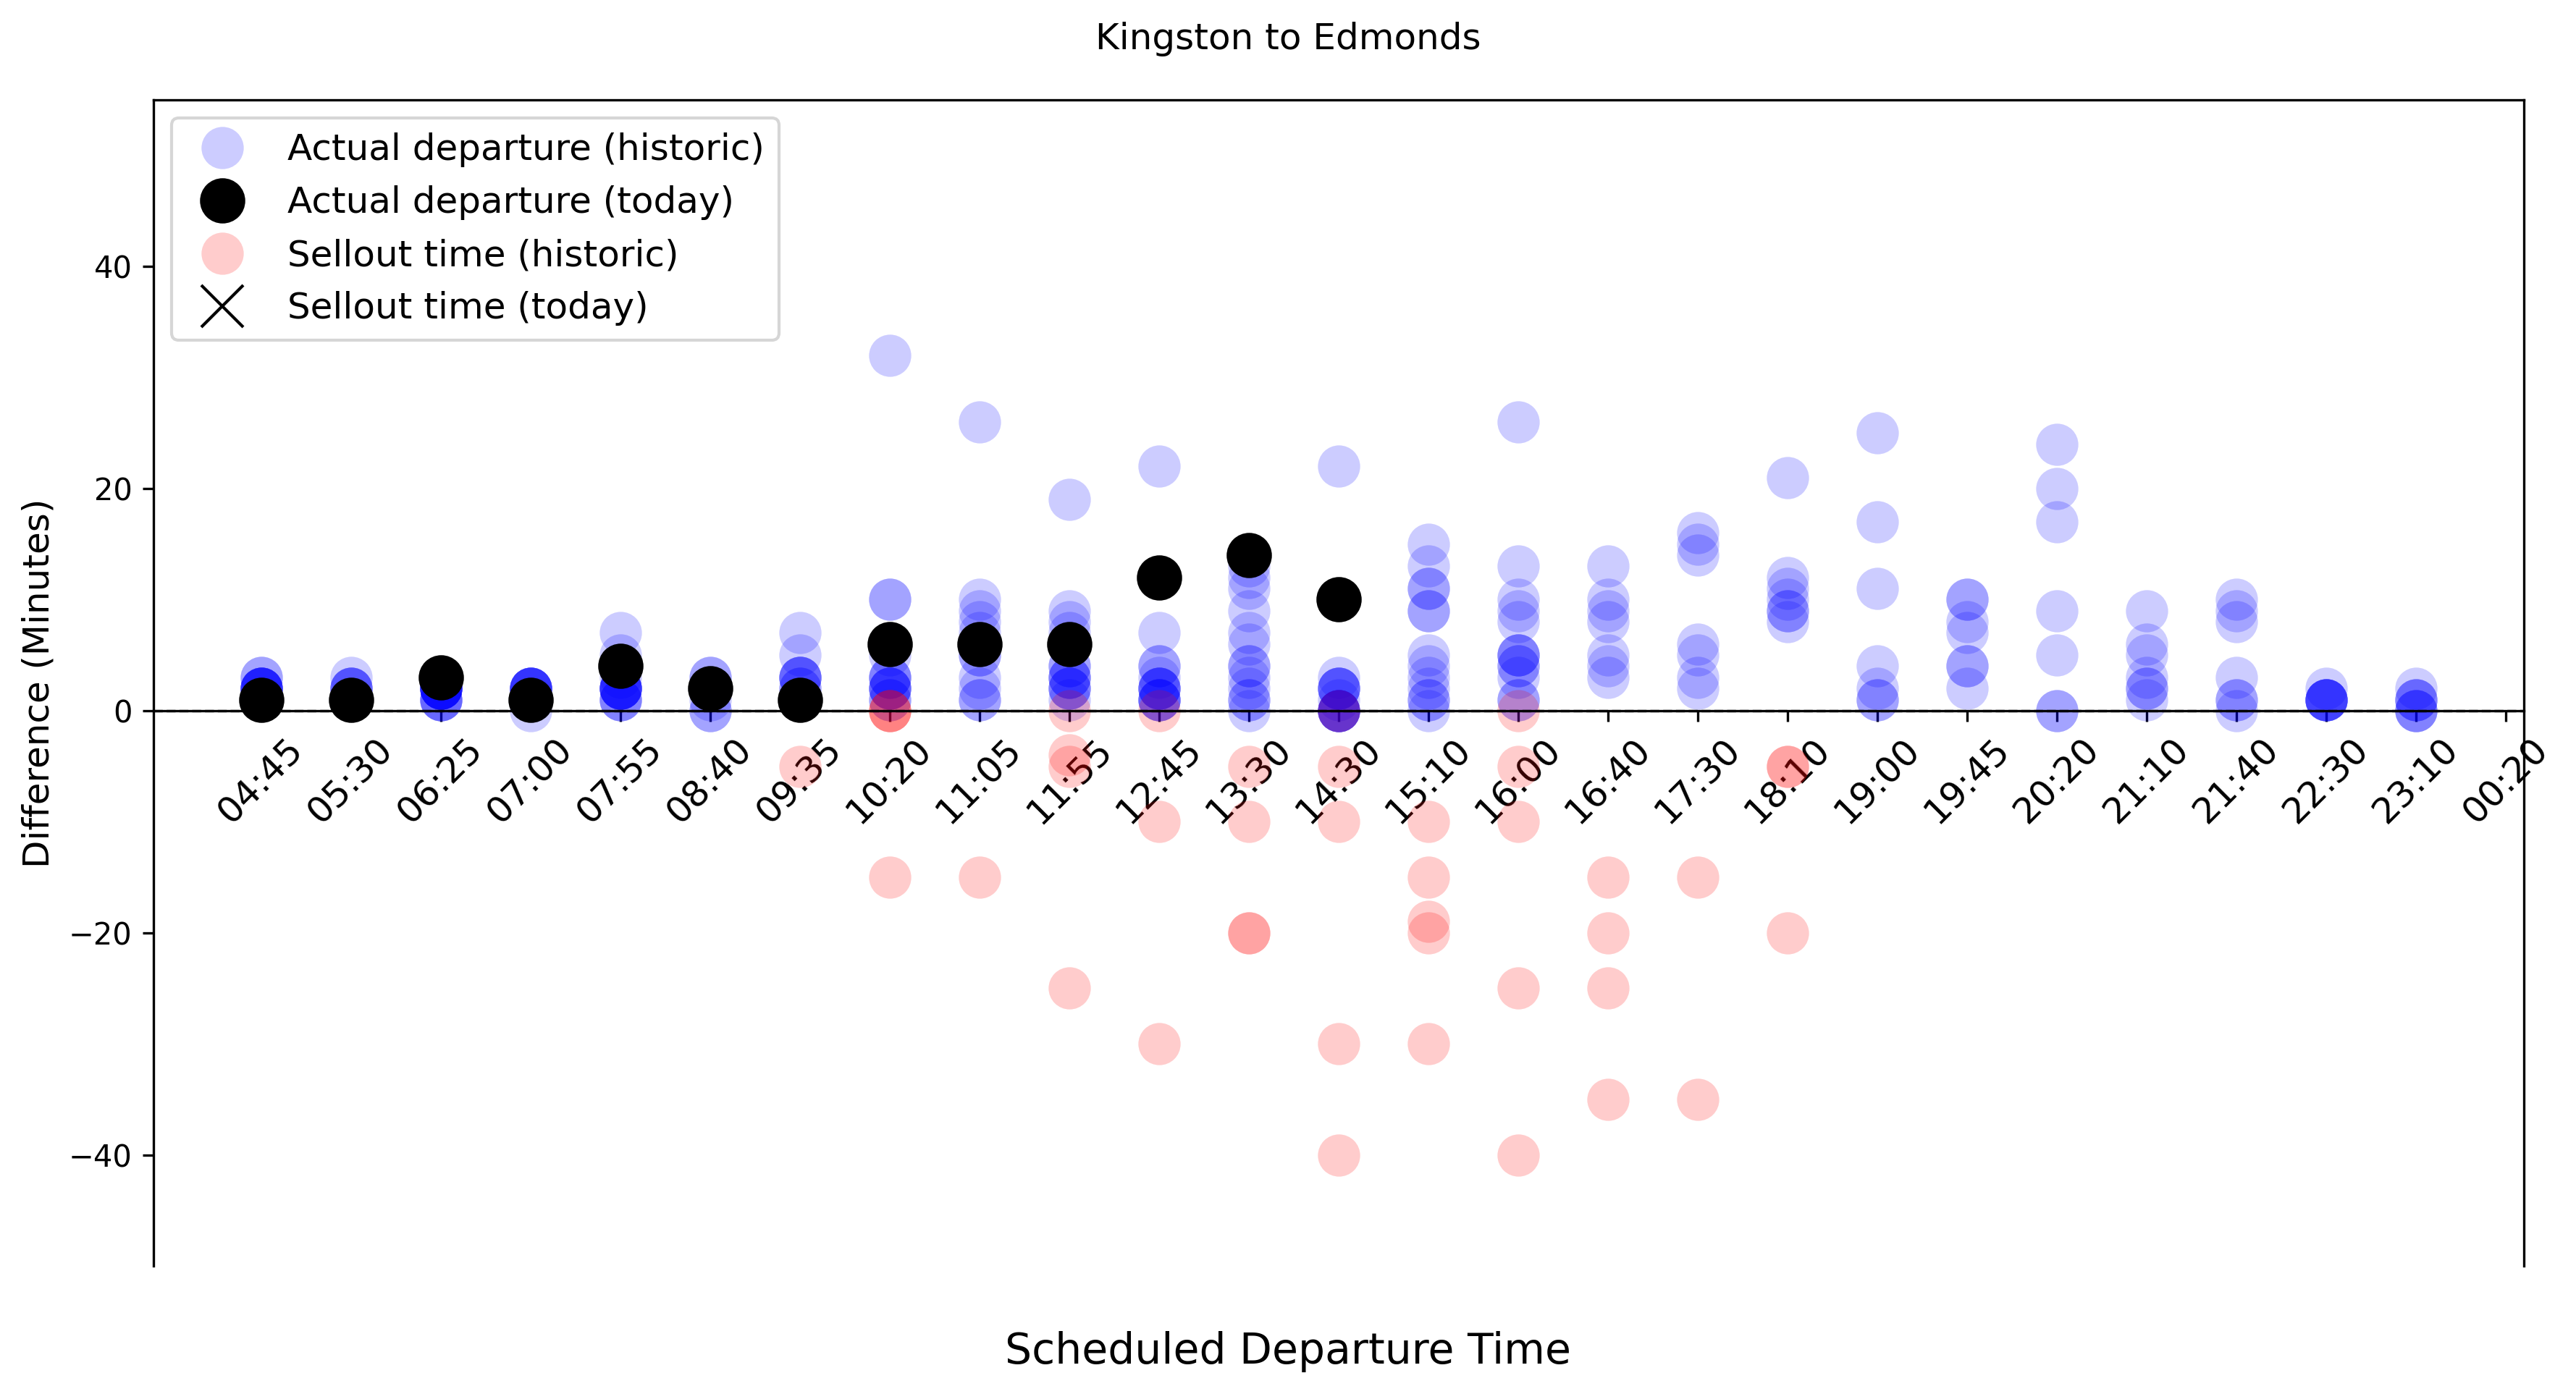 Kingston to Edmonds
Actual departure (historic)
Actual departure (today)
Sellout time (historic)
Sellout time (today)
Difference (Minutes)
40
20
0
−20
−40
04:45 05:30 06:25 07:00 07:55 08:40 09:35 10:20 11:05 11:55 12:45 13:30 14:30 15:10 16:00 16:40 17:30 18:10 19:00 19:45 20:20 21:10 21:40 22:30 23:10 00:20
Scheduled Departure Time